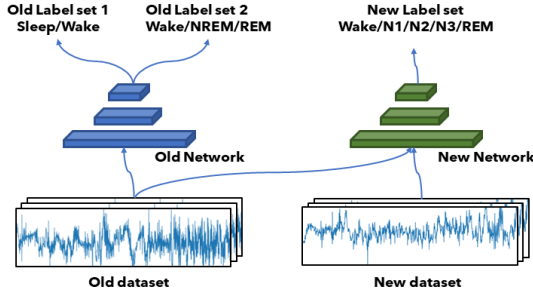 Old Label set 1
Sleep/Wake
Old Label set 2
Wake/NREM/REM
New Label set
Wake/N1/N2/N3/REM
Old Network
New Network
Old dataset
New dataset